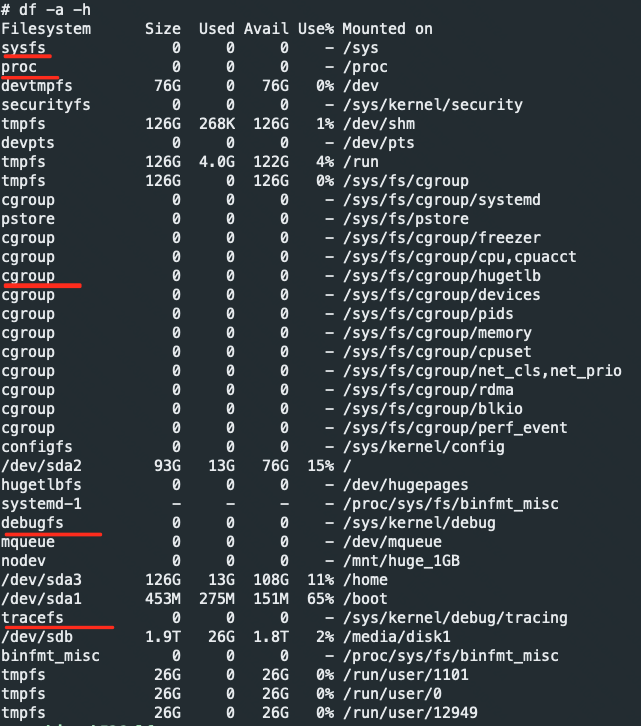 # df -a -h
Filesystem      Size  Used Avail Use% Mounted on
sysfs              0     0     0    - /sys
proc               0     0     0    - /proc
devtmpfs         76G     0   76G   0% /dev
securityfs         0     0     0    - /sys/kernel/security
tmpfs           126G  268K  126G   1% /dev/shm
devpts             0     0     0    - /dev/pts
tmpfs           126G  4.0G  122G   4% /run
tmpfs           126G     0  126G   0% /sys/fs/cgroup
cgroup             0     0     0    - /sys/fs/cgroup/systemd
pstore             0     0     0    - /sys/fs/pstore
cgroup             0     0     0    - /sys/fs/cgroup/freezer
cgroup             0     0     0    - /sys/fs/cgroup/cpu,cpuacct
cgroup             0     0     0    - /sys/fs/cgroup/hugetlb
cgroup             0     0     0    - /sys/fs/cgroup/devices
cgroup             0     0     0    - /sys/fs/cgroup/pids
cgroup             0     0     0    - /sys/fs/cgroup/memory
cgroup             0     0     0    - /sys/fs/cgroup/cpuset
cgroup             0     0     0    - /sys/fs/cgroup/net_cls,net_prio
cgroup             0     0     0    - /sys/fs/cgroup/rdma
cgroup             0     0     0    - /sys/fs/cgroup/blkio
cgroup             0     0     0    - /sys/fs/cgroup/perf_event
configfs           0     0     0    - /sys/kernel/config
/dev/sda2        93G   13G   76G  15% /
hugetlbfs          0     0     0    - /dev/hugepages
systemd-1          -     -     -    - /proc/sys/fs/binfmt_misc
debugfs            0     0     0    - /sys/kernel/debug
mqueue             0     0     0    - /dev/mqueue
nodev              0     0     0    - /mnt/huge_1GB
/dev/sda3       126G   13G  108G  11% /home
/dev/sda1       453M  275M  151M  65% /boot
tracefs            0     0     0    - /sys/kernel/debug/tracing
/dev/sdb        1.9T   26G  1.8T   2% /media/disk1
binfmt_misc        0     0     0    - /proc/sys/fs/binfmt_misc
tmpfs            26G     0   26G   0% /run/user/1101
tmpfs            26G     0   26G   0% /run/user/0
tmpfs            26G     0   26G   0% /run/user/12949